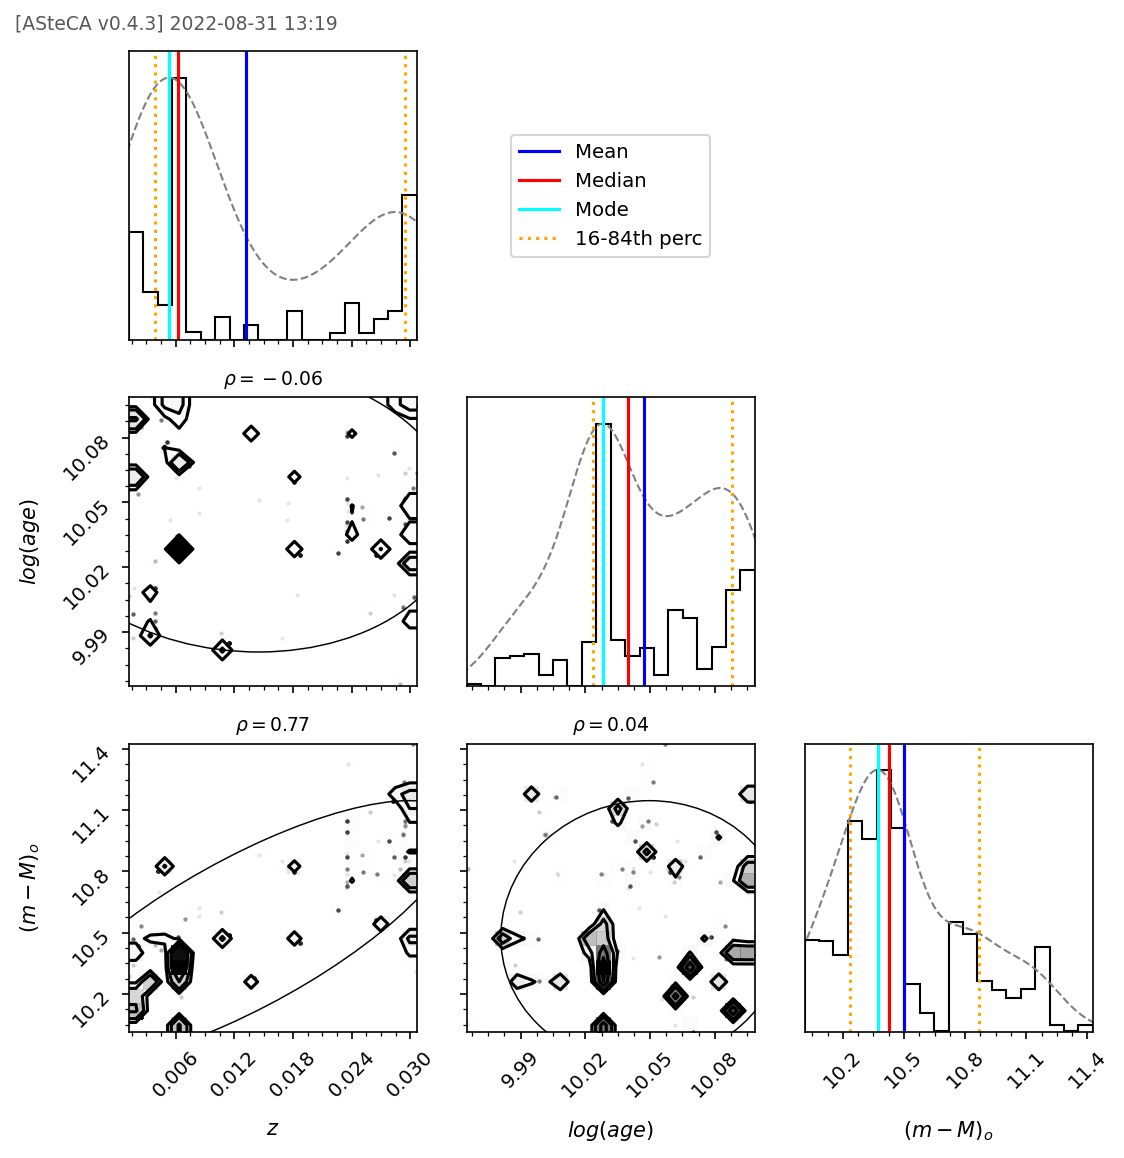 [ASteCA v0.4.3] 2022-08-31 13:19
Mean
Median
Mode
16-84th perc
ρ = −0.06
10.08
10.05
10.02
9.99
log(age)
ρ = 0.77
ρ = 0.04
11.4
11.1
10.8
10.5
10.2
(m − M)ₒ
0.006 0.012 0.018 0.024 0.030
9.99 10.02 10.05 10.08
10.2 10.5 10.8 11.1 11.4
z
log(age)
(m − M)ₒ